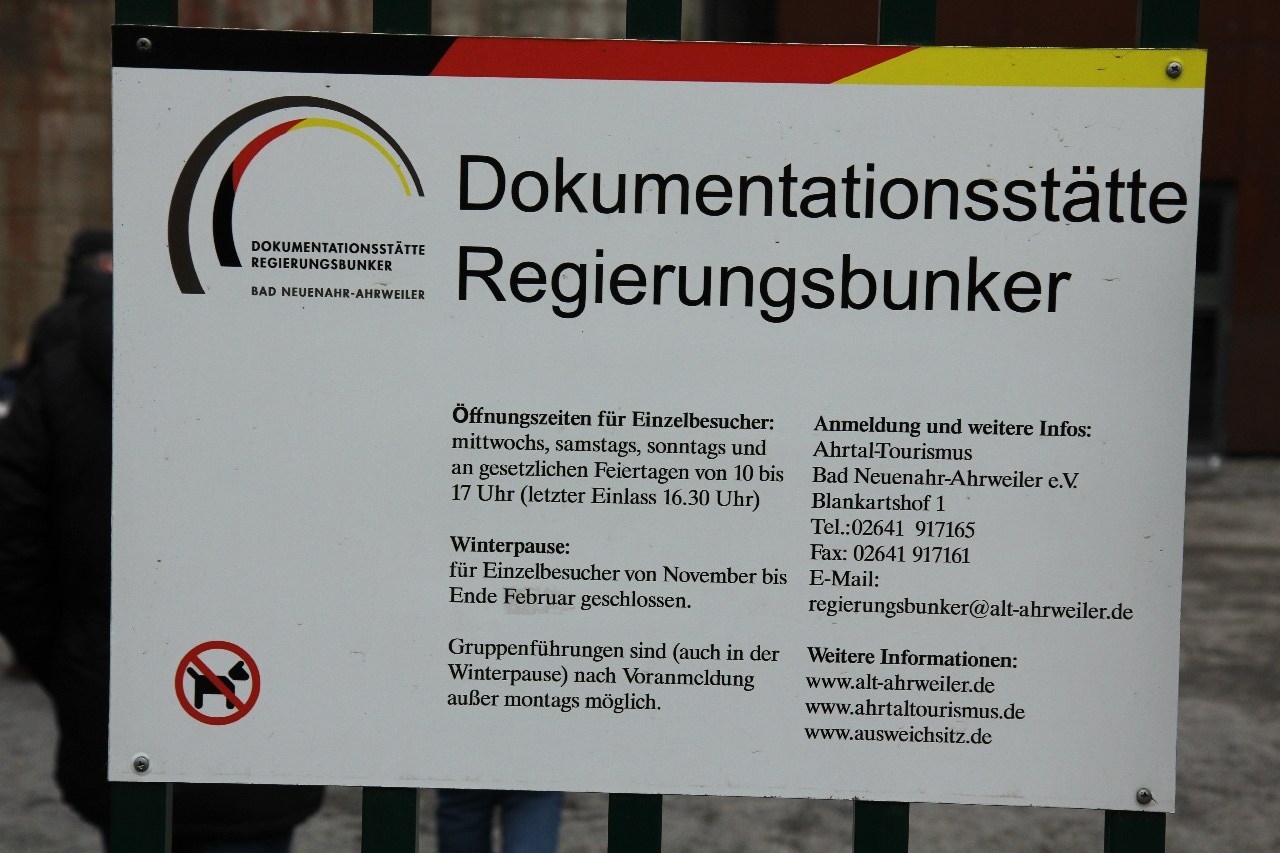 Dokumentationsstätte
Regierungsbunker
DOKUMENTATIONSSTÄTTE
REGIERUNGSBUNKER
BAD NEUENAHR-AHRWEILER
Öffnungszeiten für Einzelbesucher:
mittwochs, samstags, sonntags und
an gesetzlichen Feiertagen von 10 bis
17 Uhr (letzter Einlass 16.30 Uhr)
Winterpause:
für Einzelbesucher von November bis
Ende Februar geschlossen.
Gruppenführungen sind (auch in der
Winterpause) nach Voranmcldung
außer montags möglich.
Anmeldung und weitere Infos:
Ahrtal-Tourismus
Bad Neuenahr-Ahrweiler e.V.
Blankartshof 1
Tel.:02641 917165
Fax: 02641 917161
E-Mail:
regierungsbunker@alt-ahrweiler.de
Weitere Informationen:
www.alt-ahrweiler.de
www.ahrtaltourismus.de
www.ausweichsitz.de